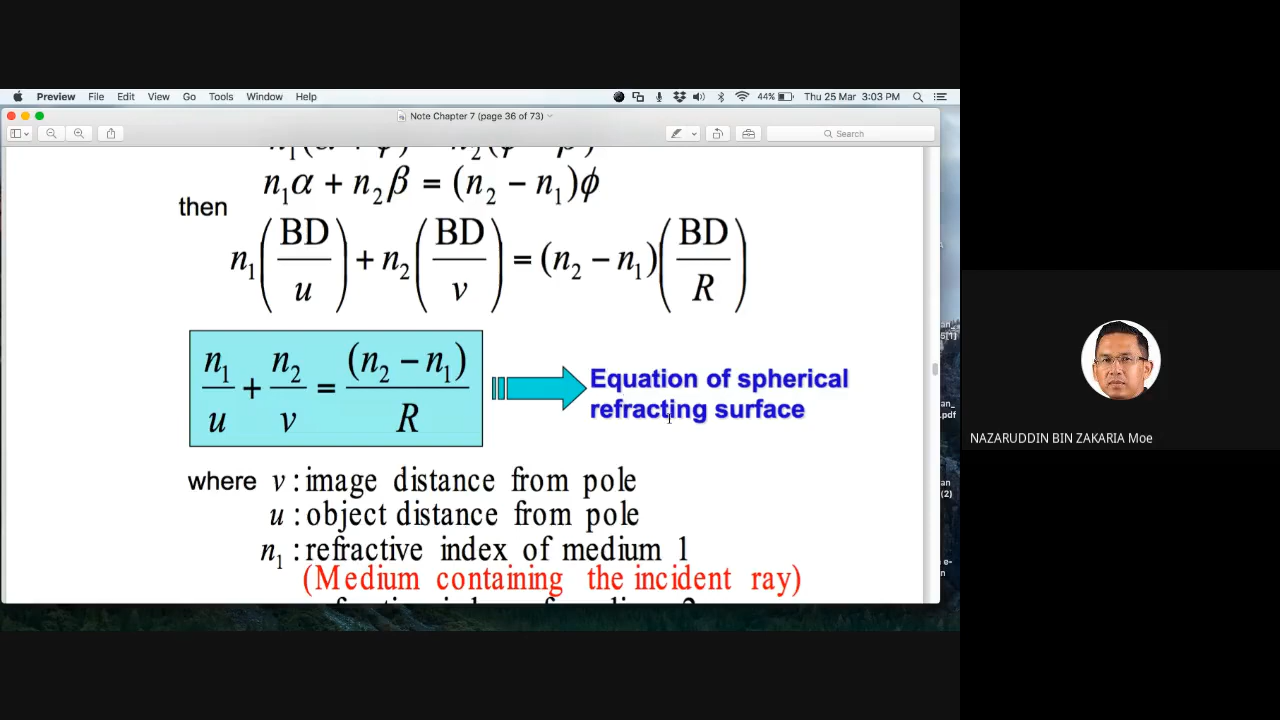 Preview File Edit View Go Tools Window Help 44% Thu 25 Mar 3:03 PM
Note Chapter 7 (page 36 of 73)
Search
n₁α + n₂β = (n₂ − n₁)ϕ
then
n₁(BD/u) + n₂(BD/v) = (n₂ − n₁)(BD/R)
n₁/u + n₂/v = (n₂ − n₁)/R
Equation of spherical
refracting surface
where v : image distance from pole
u : object distance from pole
n₁ : refractive index of medium 1
(Medium containing the incident ray)
NAZARUDDIN BIN ZAKARIA Moe